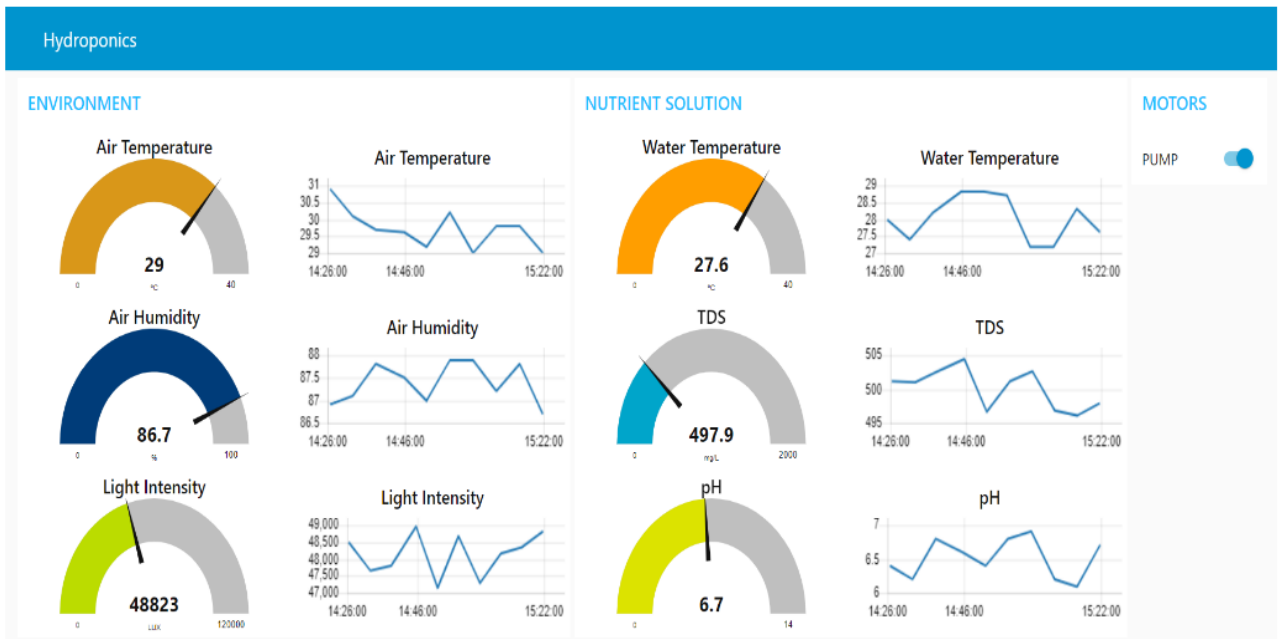 Hydroponics
ENVIRONMENT
Air Temperature
29
°C
0
40
Air Temperature
31
30.5
30
29.5
29
14:26:00
14:46:00
15:22:00
Air Humidity
86.7
%
0
100
Air Humidity
88
87.5
87
86.5
14:26:00
14:46:00
15:22:00
Light Intensity
48823
LUX
0
120000
Light Intensity
49,000
48,500
48,000
47,500
47,000
14:26:00
14:46:00
15:22:00
NUTRIENT SOLUTION
Water Temperature
27.6
°C
0
40
Water Temperature
29
28.5
28
27.5
27
14:26:00
14:46:00
15:22:00
TDS
497.9
mg/L
0
2000
TDS
505
500
495
14:26:00
14:46:00
15:22:00
pH
6.7
0
14
pH
7
6.5
6
14:26:00
14:46:00
15:22:00
MOTORS
PUMP